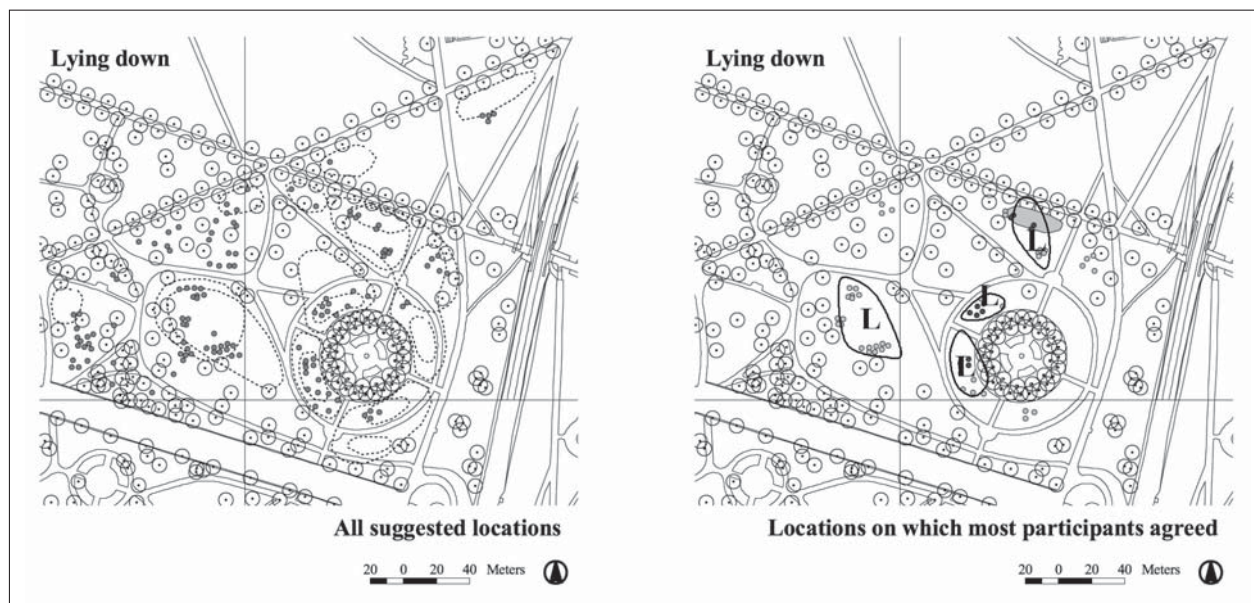 Lying down
All suggested locations
20 0 20 40 Meters
Lying down
L
L
L
L
Locations on which most participants agreed
20 0 20 40 Meters